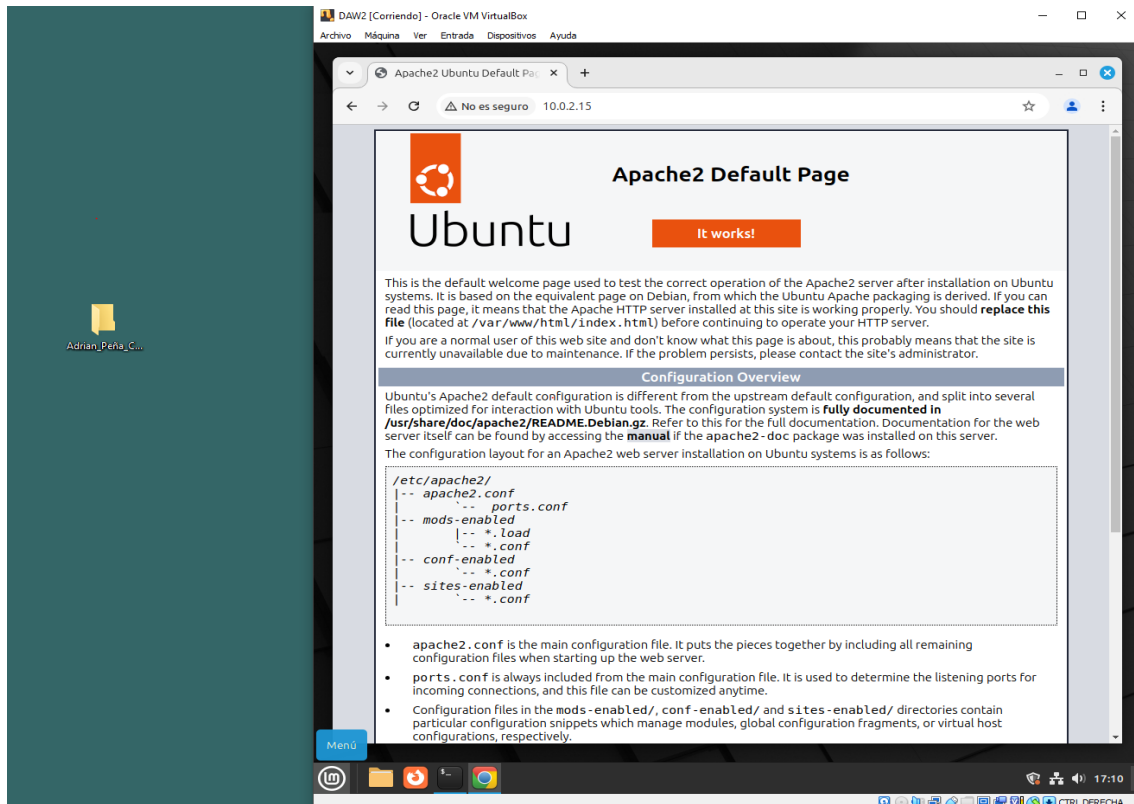 Adrian_Peña_C...
DAW2 [Corriendo] - Oracle VM VirtualBox
Archivo Máquina Ver Entrada Dispositivos Ayuda
Apache2 Ubuntu Default Pag
No es seguro 10.0.2.15
Ubuntu
Apache2 Default Page
It works!
This is the default welcome page used to test the correct operation of the Apache2 server after installation on Ubuntu
systems. It is based on the equivalent page on Debian, from which the Ubuntu Apache packaging is derived. If you can
read this page, it means that the Apache HTTP server installed at this site is working properly. You should replace this
file (located at /var/www/html/index.html) before continuing to operate your HTTP server.
If you are a normal user of this web site and don't know what this page is about, this probably means that the site is
currently unavailable due to maintenance. If the problem persists, please contact the site's administrator.
Configuration Overview
Ubuntu's Apache2 default configuration is different from the upstream default configuration, and split into several
files optimized for interaction with Ubuntu tools. The configuration system is fully documented in
/usr/share/doc/apache2/README.Debian.gz. Refer to this for the full documentation. Documentation for the web
server itself can be found by accessing the manual if the apache2-doc package was installed on this server.
The configuration layout for an Apache2 web server installation on Ubuntu systems is as follows:
/etc/apache2/
|-- apache2.conf
|       `--  ports.conf
|-- mods-enabled
|       |-- *.load
|       `-- *.conf
|-- conf-enabled
|       `-- *.conf
|-- sites-enabled
|       `-- *.conf
• apache2.conf is the main configuration file. It puts the pieces together by including all remaining
configuration files when starting up the web server.
• ports.conf is always included from the main configuration file. It is used to determine the listening ports for
incoming connections, and this file can be customized anytime.
• Configuration files in the mods-enabled/, conf-enabled/ and sites-enabled/ directories contain
particular configuration snippets which manage modules, global configuration fragments, or virtual host
configurations, respectively.
Menú
17:10
CTRL DERECHA